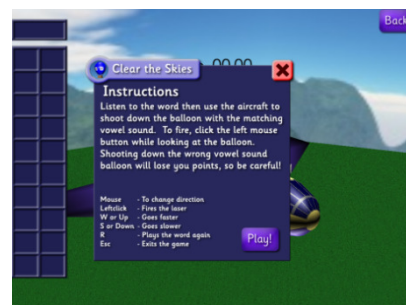 Back
Clear the Skies
00.00
Instructions
Listen to the word then use the aircraft to
shoot down the balloon with the matching
vowel sound. To fire, click the left mouse
button while looking at the balloon.
Shooting down the wrong vowel sound
balloon will lose you points, so be careful!
Mouse - To change direction
Leftclick - Fires the laser
W or Up - Goes faster
S or Down - Goes slower
R - Plays the word again
Esc - Exits the game
Play!